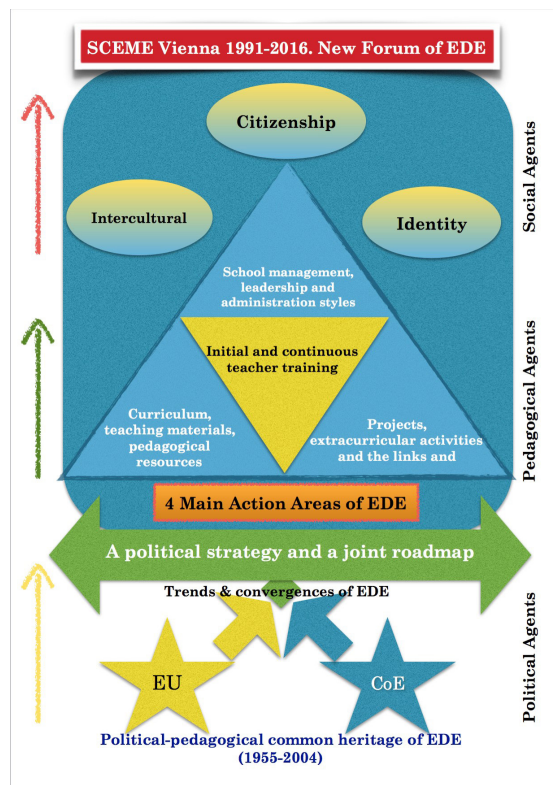 SCEME Vienna 1991-2016. New Forum of EDE
Citizenship
Intercultural
Identity
Social Agents
School management,
leadership and
administration styles
Initial and continuous
teacher training
Curriculum,
teaching materials,
pedagogical
resources
Projects,
extracurricular activities
and the links and
Pedagogical Agents
4 Main Action Areas of EDE
A political strategy and a joint roadmap
Trends & convergences of EDE
EU
CoE
Political Agents
Political-pedagogical common heritage of EDE
(1955-2004)